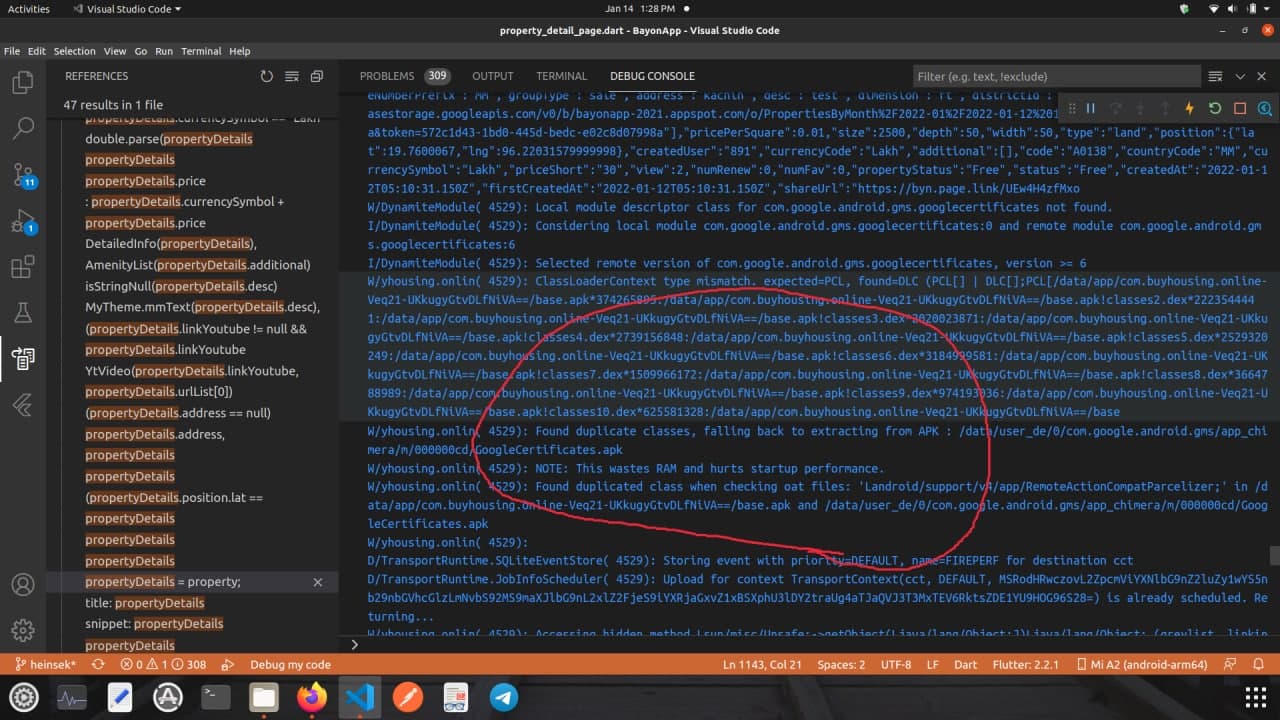 Activities
Visual Studio Code
Jan 14 1:28 PM
property_detail_page.dart - BayonApp - Visual Studio Code
File Edit Selection View Go Run Terminal Help
REFERENCES
47 results in 1 file
propertyDetails.currencySymbol == "Lakh"
double.parse(propertyDetails
propertyDetails
propertyDetails.price
: propertyDetails.currencySymbol +
propertyDetails.price
DetailedInfo(propertyDetails),
AmenityList(propertyDetails.additional)
isStringNull(propertyDetails.desc)
MyTheme.mmText(propertyDetails.desc),
(propertyDetails.linkYoutube != null &&
propertyDetails.linkYoutube
YtVideo(propertyDetails.linkYoutube,
propertyDetails.urlList[0])
(propertyDetails.address == null)
propertyDetails.address,
propertyDetails
propertyDetails
(propertyDetails.position.lat ==
propertyDetails
propertyDetails
propertyDetails
propertyDetails = property;
title: propertyDetails
snippet: propertyDetails
propertyDetails
11
1
PROBLEMS 309 OUTPUT TERMINAL DEBUG CONSOLE
Filter (e.g. text, !exclude)
eNumberPrefix":"MM","groupType":"sale","address":"kachin","desc":"test","dimension":"ft","districtId":
asestorage.googleapis.com/v0/b/bayonapp-2021.appspot.com/o/PropertiesByMonth%2F2022-01%2F2022-01-12%201
a&token=572c1d43-1bd0-445d-bedc-e02c8d07998a"],"pricePerSquare":0.01,"size":2500,"depth":50,"width":50,"type":"land","position":{"la
t":19.7600067,"lng":96.22031579999998},"createdUser":"891","currencyCode":"Lakh","additional":[],"code":"A0138","countryCode":"MM","cu
rrencySymbol":"Lakh","priceShort":"30","view":2,"numRenew":0,"numFav":0,"propertyStatus":"Free","status":"Free","createdAt":"2022-01-1
2T05:10:31.150Z","firstCreatedAt":"2022-01-12T05:10:31.150Z","shareUrl":"https://byn.page.link/UEw4H4zfMxo
W/DynamiteModule( 4529): Local module descriptor class for com.google.android.gms.googlecertificates not found.
I/DynamiteModule( 4529): Considering local module com.google.android.gms.googlecertificates:0 and remote module com.google.android.gm
s.googlecertificates:6
I/DynamiteModule( 4529): Selected remote version of com.google.android.gms.googlecertificates, version >= 6
W/yhousing.onlin( 4529): ClassLoaderContext type mismatch. expected=PCL, found=DLC (PCL[] | DLC[];PCL[/data/app/com.buyhousing.online-
Veq21-UKkugyGtvDLfNiVA==/base.apk*374265895:/data/app/com.buyhousing.online-Veq21-UKkugyGtvDLfNiVA==/base.apk!classes2.dex*222354444
1:/data/app/com.buyhousing.online-Veq21-UKkugyGtvDLfNiVA==/base.apk!classes3.dex*2020023871:/data/app/com.buyhousing.online-Veq21-UKku
gyGtvDLfNiVA==/base.apk!classes4.dex*2739156848:/data/app/com.buyhousing.online-Veq21-UKkugyGtvDLfNiVA==/base.apk!classes5.dex*2529320
249:/data/app/com.buyhousing.online-Veq21-UKkugyGtvDLfNiVA==/base.apk!classes6.dex*3184999581:/data/app/com.buyhousing.online-Veq21-UK
kugyGtvDLfNiVA==/base.apk!classes7.dex*1509966172:/data/app/com.buyhousing.online-Veq21-UKkugyGtvDLfNiVA==/base.apk!classes8.dex*36647
88989:/data/app/com.buyhousing.online-Veq21-UKkugyGtvDLfNiVA==/base.apk!classes9.dex*974193036:/data/app/com.buyhousing.online-Veq21-U
KkugyGtvDLfNiVA==/base.apk!classes10.dex*625581328:/data/app/com.buyhousing.online-Veq21-UKkugyGtvDLfNiVA==/base
W/yhousing.onlin( 4529): Found duplicate classes, falling back to extracting from APK : /data/user_de/0/com.google.android.gms/app_chi
mera/m/000000cd/GoogleCertificates.apk
W/yhousing.onlin( 4529): NOTE: This wastes RAM and hurts startup performance.
W/yhousing.onlin( 4529): Found duplicated class when checking oat files: 'Landroid/support/v4/app/RemoteActionCompatParcelizer;' in /d
ata/app/com.buyhousing.online-Veq21-UKkugyGtvDLfNiVA==/base.apk and /data/user_de/0/com.google.android.gms/app_chimera/m/000000cd/Goog
leCertificates.apk
W/yhousing.onlin( 4529):
D/TransportRuntime.SQLiteEventStore( 4529): Storing event with priority=DEFAULT, name=FIREPERF for destination cct
D/TransportRuntime.JobInfoScheduler( 4529): Upload for context TransportContext(cct, DEFAULT, MSRodHRwczovL2ZpcmViYXNlbG9nZ2luZy1wYS5n
b29nbGVhcGlzLmNvbS92MS9maXJlbG9nL2xlZ2FjeS9iYXRjaGxvZ1xBSXphU3lDY2traUg4aTJaQVJ3T3MxTEV6RktsZDE1YU9HOG96S28=) is already scheduled. Re
turning...
W/yhousing.onlin( 4529): Accessing hidden method Lsun/misc/Unsafe;->getObject(Ljava/lang/Object;J)Ljava/lang/Object; (greylist, linkin
heinsek*
0 1 308
Debug my code
Ln 1143, Col 21
Spaces: 2
UTF-8
LF
Dart
Flutter: 2.2.1
Mi A2 (android-arm64)